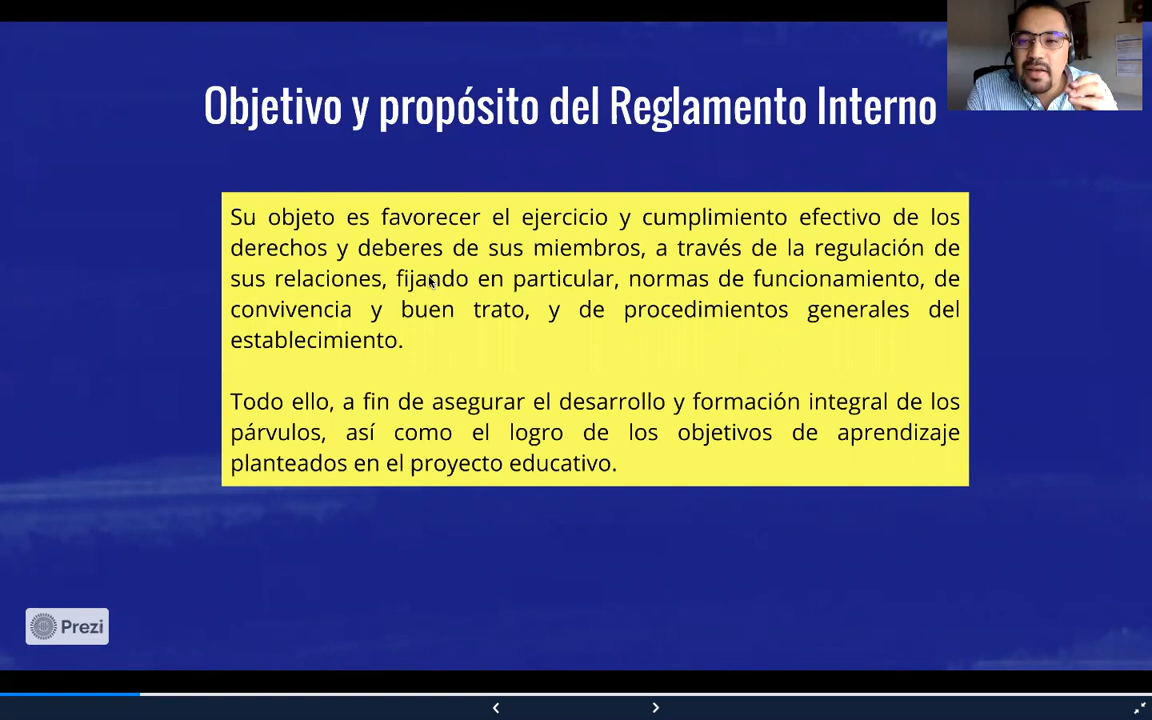 Objetivo y propósito del Reglamento Interno
Su objeto es favorecer el ejercicio y cumplimiento efectivo de los
derechos y deberes de sus miembros, a través de la regulación de
sus relaciones, fijando en particular, normas de funcionamiento, de
convivencia y buen trato, y de procedimientos generales del
establecimiento.
Todo ello, a fin de asegurar el desarrollo y formación integral de los
párvulos, así como el logro de los objetivos de aprendizaje
planteados en el proyecto educativo.
Prezi